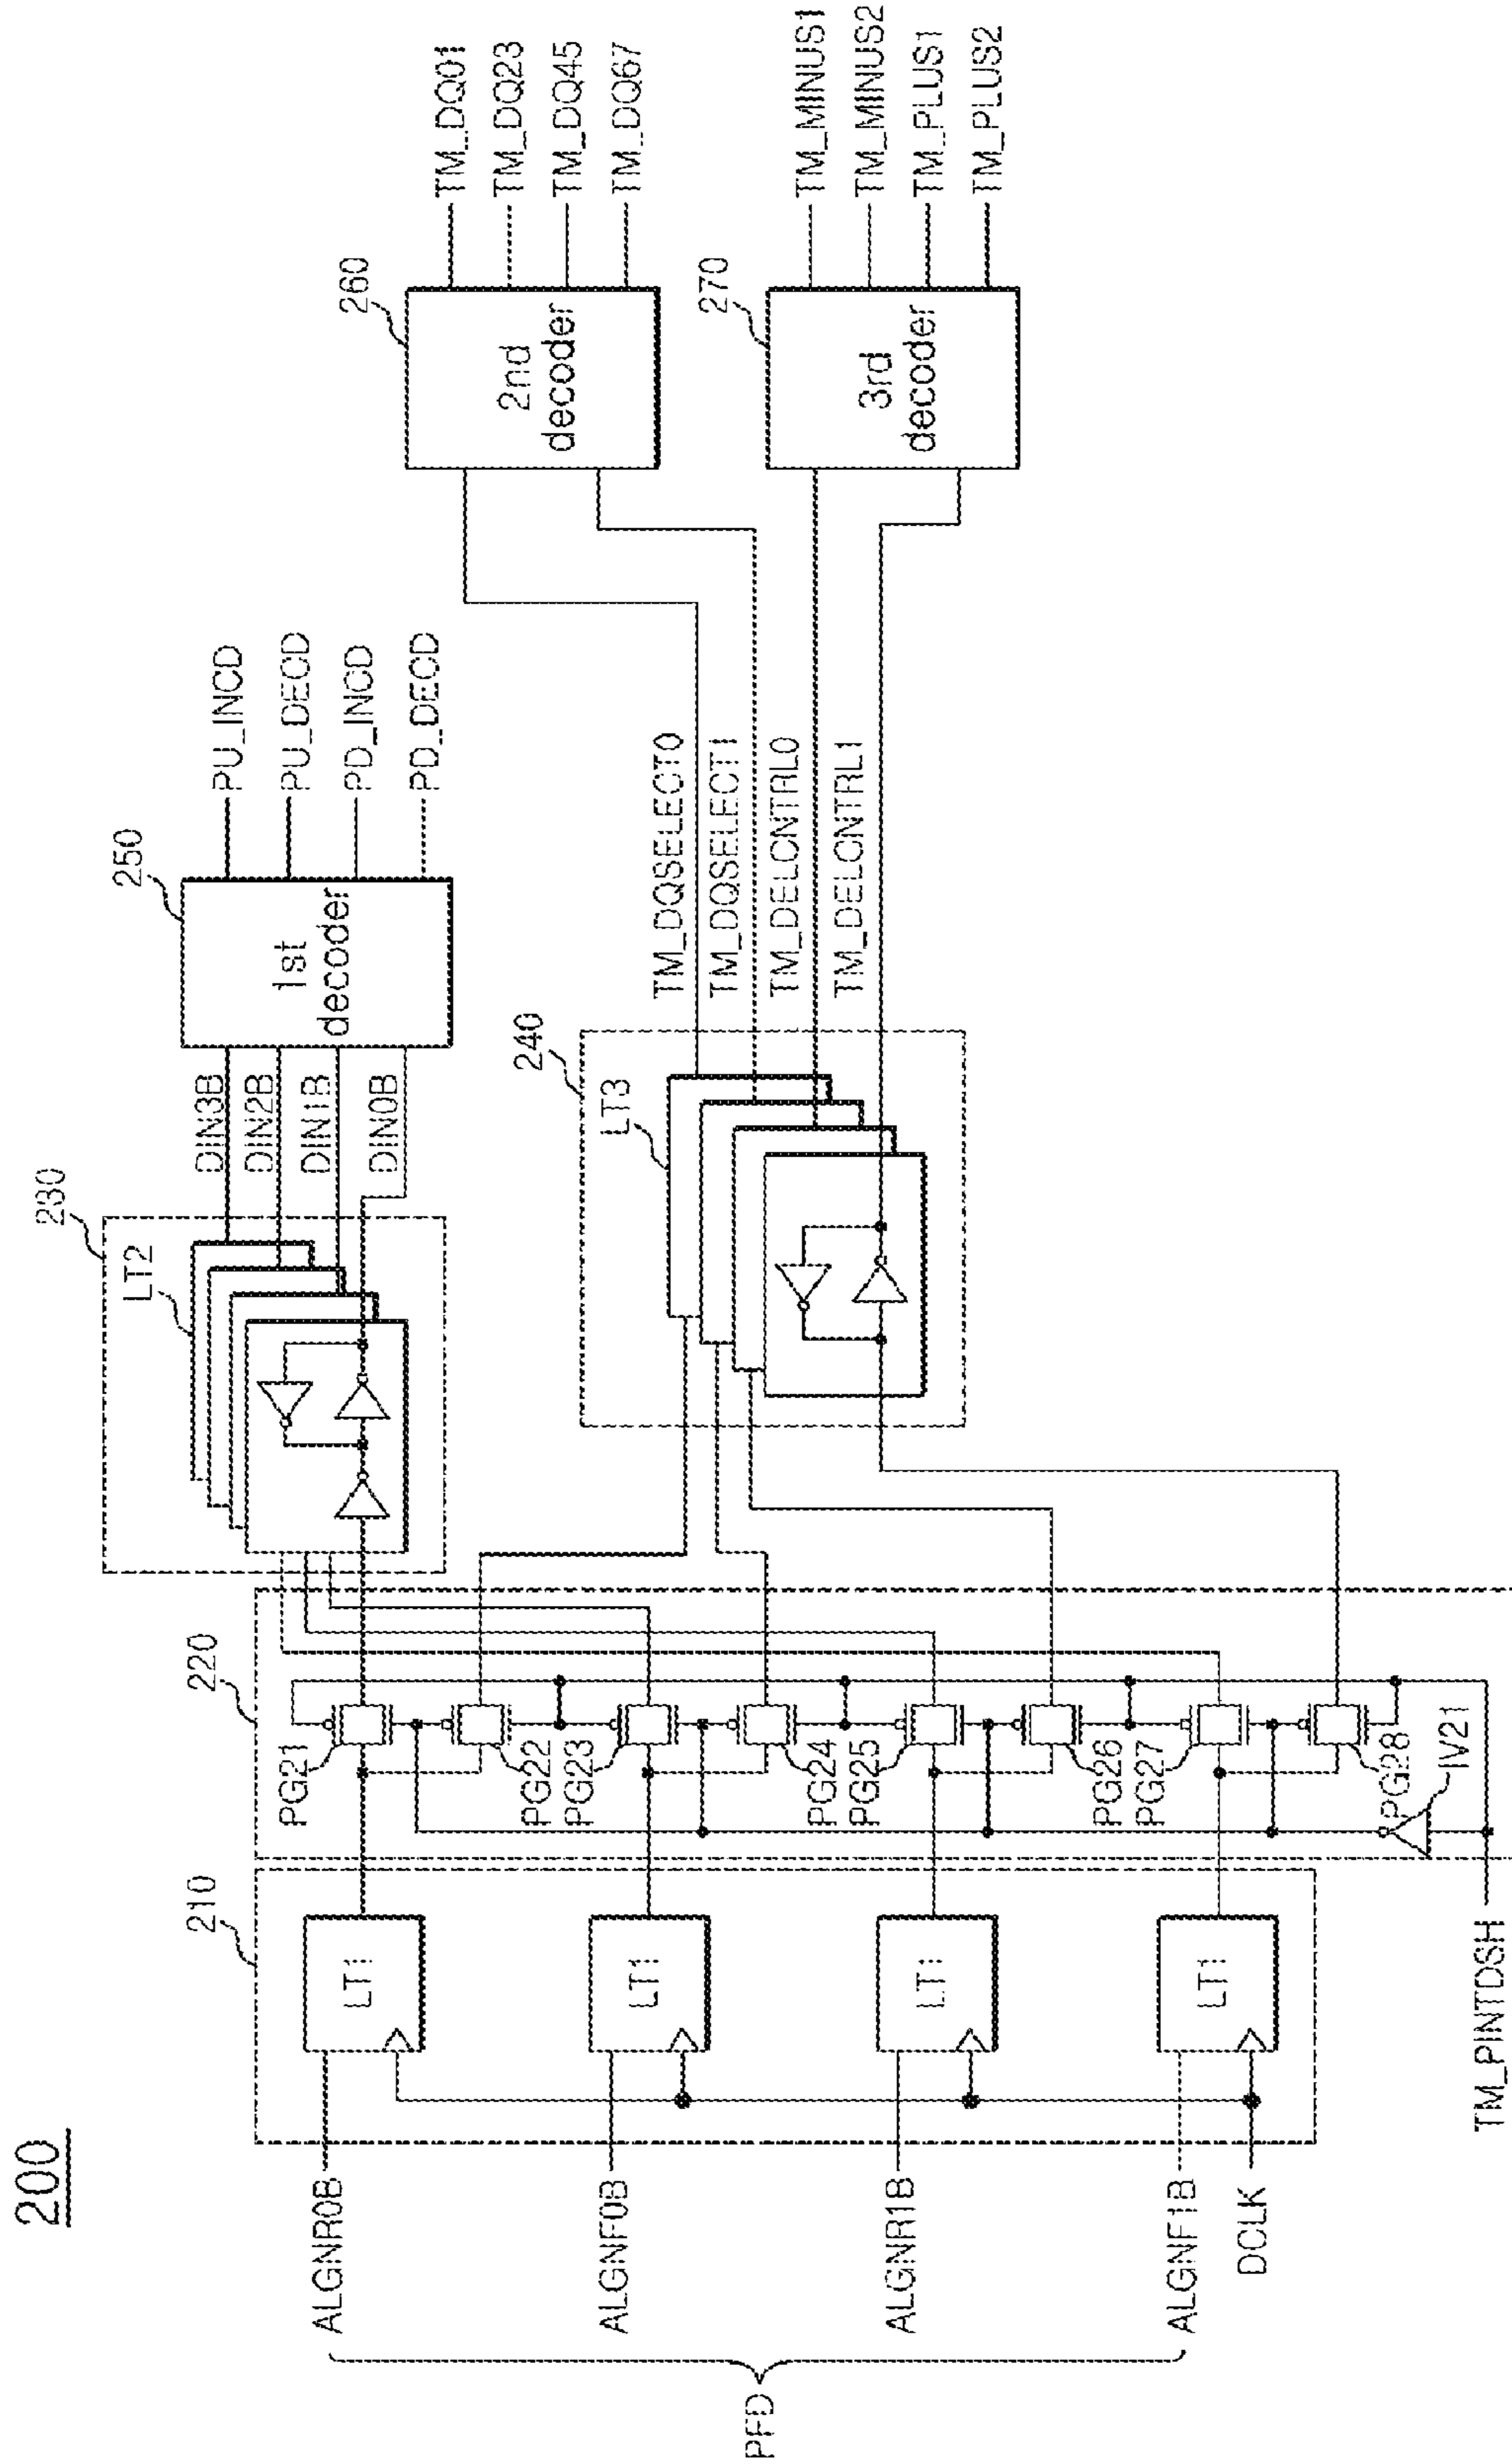 200
PFD
ALGNR0B
ALGNF0B
ALGNR1B
ALGNF1B
DCLK
TM_PINTDSH
210
LT1
LT1
LT1
LT1
220
PG21
PG22
PG23
PG24
PG25
PG26
PG27
PG28
IV21
230
LT2
DIN3B
DIN2B
DIN1B
DIN0B
250
1st
decoder
PU_INCD
PU_DECD
PD_INCD
PD_DECD
240
LT3
TM_DQSELECT0
TM_DQSELECT1
TM_DELCNTRL0
TM_DELCNTRL1
260
2nd
decoder
TM_DQ01
TM_DQ23
TM_DQ45
TM_DQ67
270
3rd
decoder
TM_MINUS1
TM_MINUS2
TM_PLUS1
TM_PLUS2